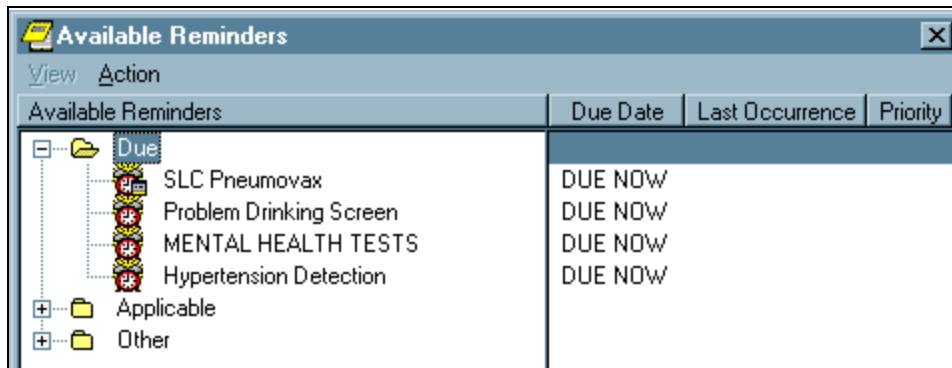 Available Reminders
View Action
Available Reminders Due Date Last Occurrence Priority
Due
SLC Pneumovax DUE NOW
Problem Drinking Screen DUE NOW
MENTAL HEALTH TESTS DUE NOW
Hypertension Detection DUE NOW
Applicable
Other